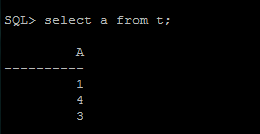 SQL> select a from t;
A
----------
1
4
3